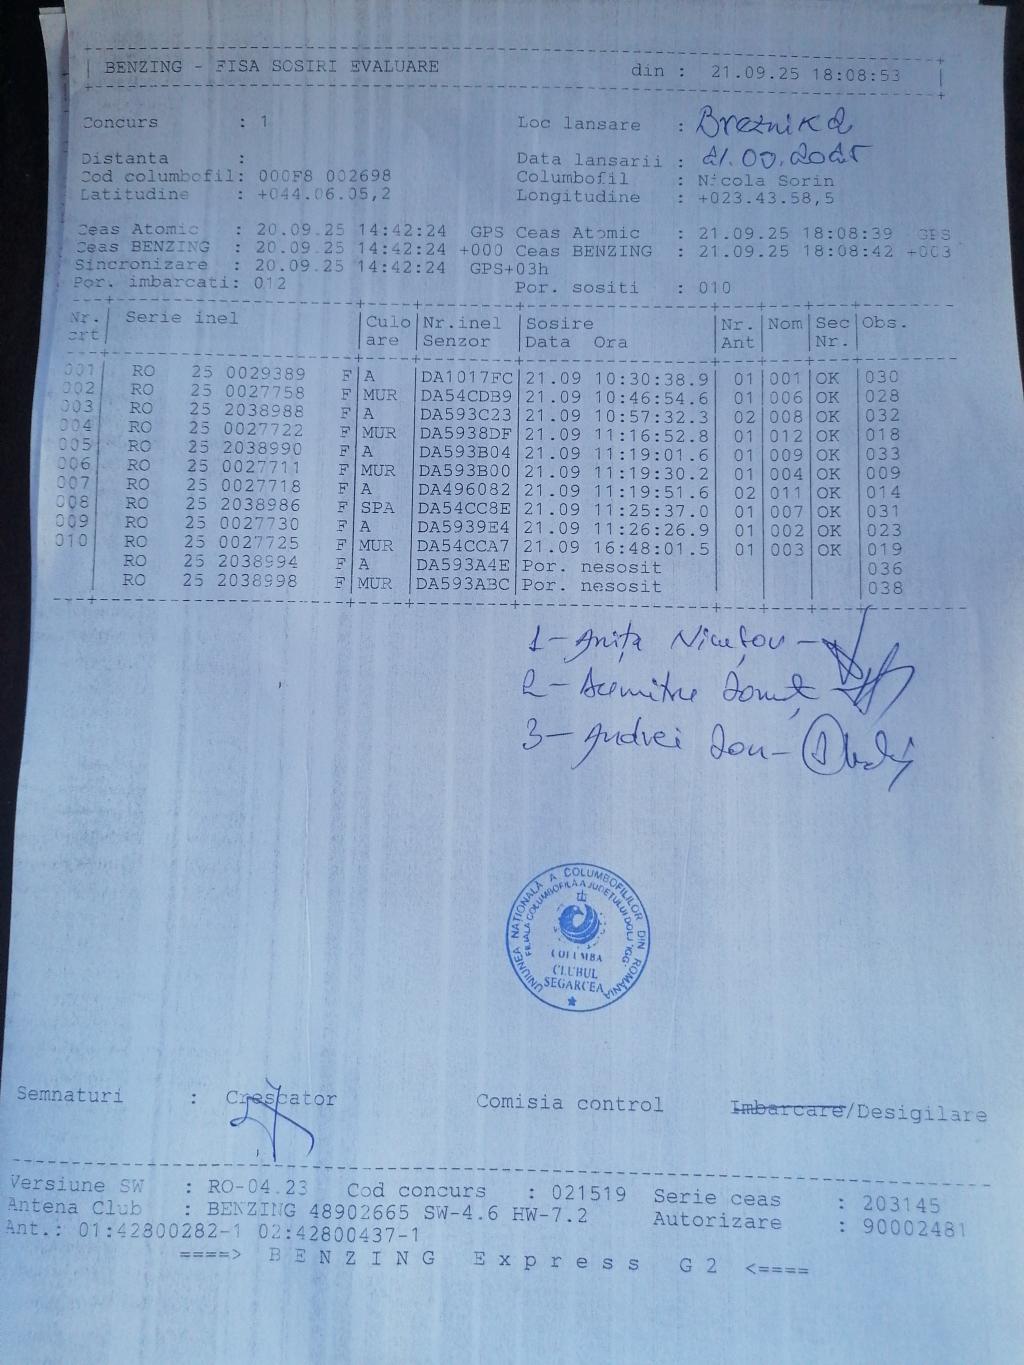 BENZING - FISA SOSIRI EVALUARE din : 21.09.25 18:08:53
Concurs : 1 Loc lansare : Breznik 2
Distanta : Data lansarii : 21.09.2025
Cod columbofil: 000F8 002698 Columbofil : Nicola Sorin
Latitudine : +044.06.05,2 Longitudine : +023.43.58,5
Ceas Atomic : 20.09.25 14:42:24 GPS Ceas Atomic : 21.09.25 18:08:39 GPS
Ceas BENZING : 20.09.25 14:42:24 +000 Ceas BENZING : 21.09.25 18:08:42 +003
Sincronizare : 20.09.25 14:42:24 GPS+03h
Por. imbarcati: 012 Por. sositi : 010
Nr. Serie inel Culo Nr.inel Sosire Nr. Nom Sec Obs.
crt are Senzor Data Ora Ant Nr.
001 RO 25 0029389 F A DA1017FC 21.09 10:30:38.9 01 001 OK 030
002 RO 25 0027758 F MUR DA54CDB9 21.09 10:46:54.6 01 006 OK 028
003 RO 25 2038988 F A DA593C23 21.09 10:57:32.3 02 008 OK 032
004 RO 25 0027722 F MUR DA5938DF 21.09 11:16:52.8 01 012 OK 018
005 RO 25 2038990 F A DA593B04 21.09 11:19:01.6 01 009 OK 033
006 RO 25 0027711 F MUR DA593B00 21.09 11:19:30.2 01 004 OK 009
007 RO 25 0027718 F A DA496082 21.09 11:19:51.6 02 011 OK 014
008 RO 25 2038986 F SPA DA54CC8E 21.09 11:25:37.0 01 007 OK 031
009 RO 25 0027730 F A DA5939E4 21.09 11:26:26.9 01 002 OK 023
010 RO 25 0027725 F MUR DA54CCA7 21.09 16:48:01.5 01 003 OK 019
RO 25 2038994 F A DA593A4E Por. nesosit 036
RO 25 2038998 F MUR DA593ABC Por. nesosit 038
1- Anița
2- Dumitru Ionuț
3- Andrei Ion-
UNIUNEA NAȚIONALĂ A COLUMBOFILILOR DIN ROMÂNIA
FILIALA COLUMBOFILĂ A JUDEȚULUI DOLJ
COLUMBA
CLUBUL
SEGARCEA
Semnaturi : Crescator Comisia control Imbarcare/Desigilare
Versiune SW : RO-04.23 Cod concurs : 021519 Serie ceas : 203145
Antena Club : BENZING 48902665 SW-4.6 HW-7.2 Autorizare : 90002481
Ant.: 01:42800282-1 02:42800437-1
====> B E N Z I N G E x p r e s s G 2 <====